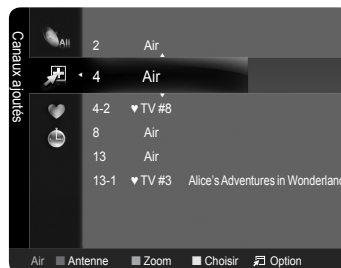 Canaux ajoutés
All
2 Air
4 Air
4-2 ♥ TV #8
8 Air
13 Air
13-1 ♥ TV #3 Alice's Adventures in Wonderland
Air Antenne Zoom Choisir Option